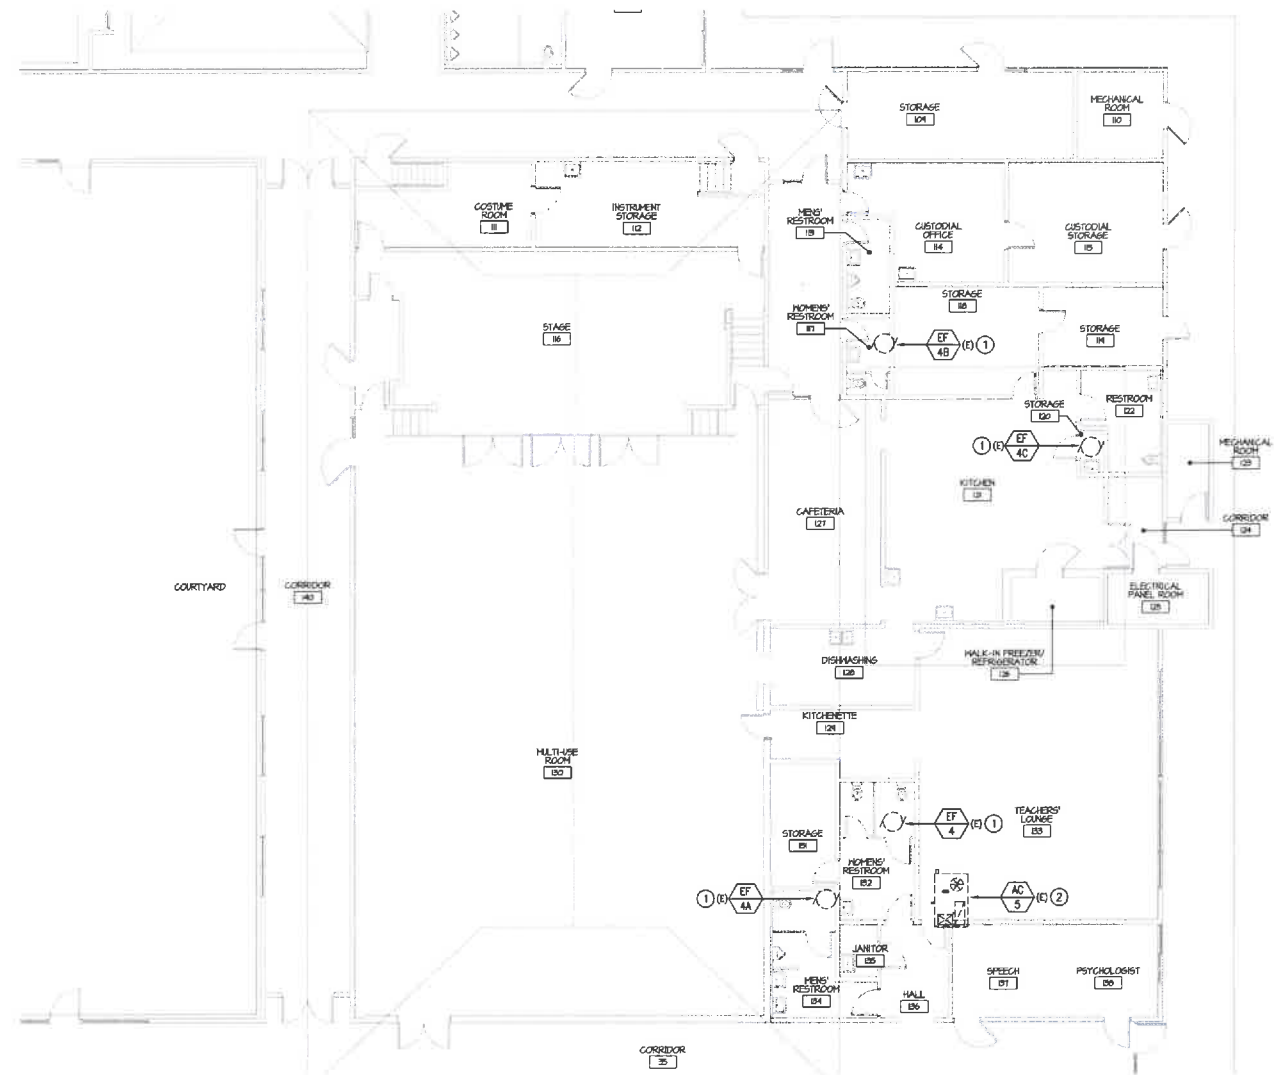 STORAGE
109
MECHANICAL
ROOM
110
COSTUME
ROOM
111
INSTRUMENT
STORAGE
112
MENS'
RESTROOM
113
CUSTODIAL
OFFICE
114
CUSTODIAL
STORAGE
115
STAGE
116
WOMENS'
RESTROOM
117
STORAGE
118
EF
4B
(E)
1
STORAGE
119
STORAGE
120
RESTROOM
122
1
(E)
EF
4C
MECHANICAL
ROOM
123
KITCHEN
121
CAFETERIA
127
CORRIDOR
124
COURTYARD
CORRIDOR
140
ELECTRICAL
PANEL ROOM
125
DISHWASHING
128
WALK-IN FREEZER/
REFRIGERATOR
126
KITCHENETTE
129
MULTI-USE
ROOM
130
STORAGE
131
EF
4
(E)
1
TEACHERS'
LOUNGE
133
WOMENS'
RESTROOM
132
1
(E)
EF
4A
AC
5
(E)
2
JANITOR
135
MENS'
RESTROOM
134
HALL
136
SPEECH
137
PSYCHOLOGIST
138
CORRIDOR
35